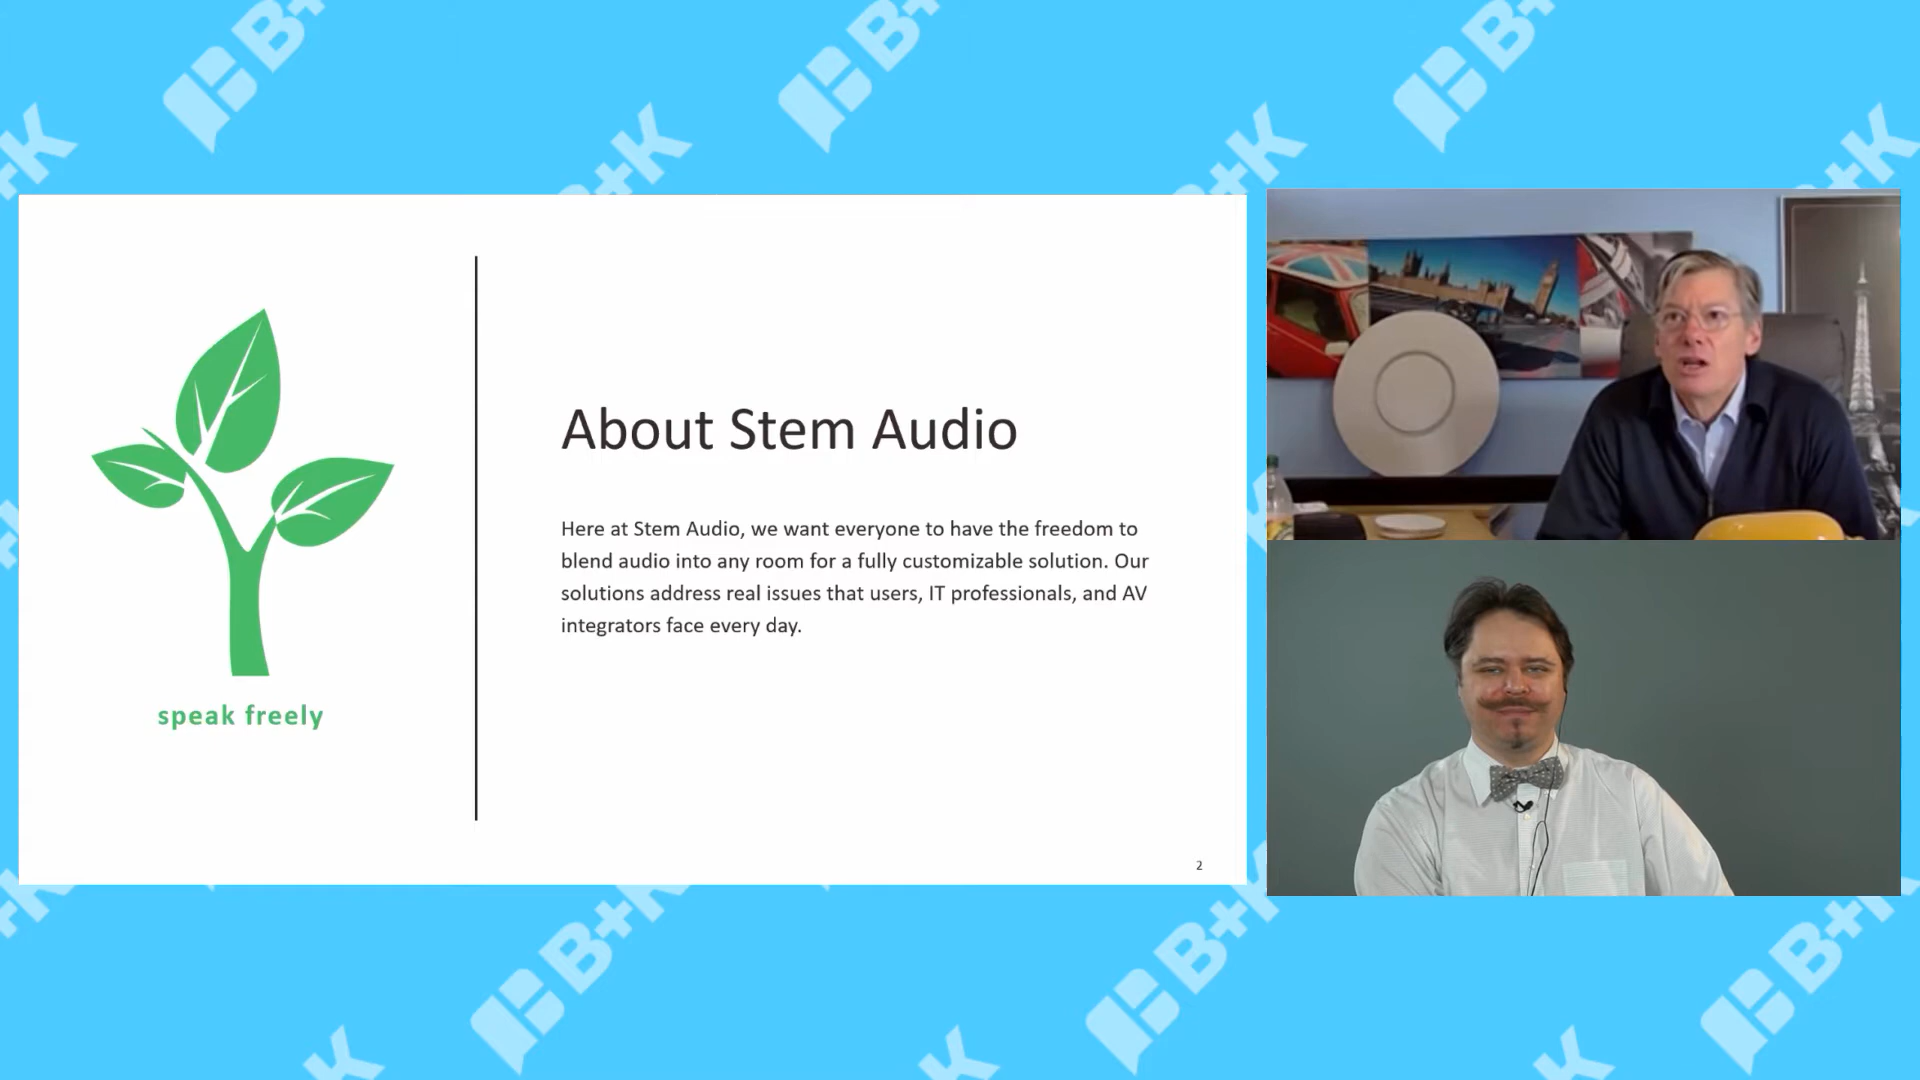 B+K
B+K
B+K
B+K
B+K
B+K
B+K
About Stem Audio
Here at Stem Audio, we want everyone to have the freedom to
blend audio into any room for a fully customizable solution. Our
solutions address real issues that users, IT professionals, and AV
integrators face every day.
speak freely
2
B+K
B+K
B+K
K
K
K